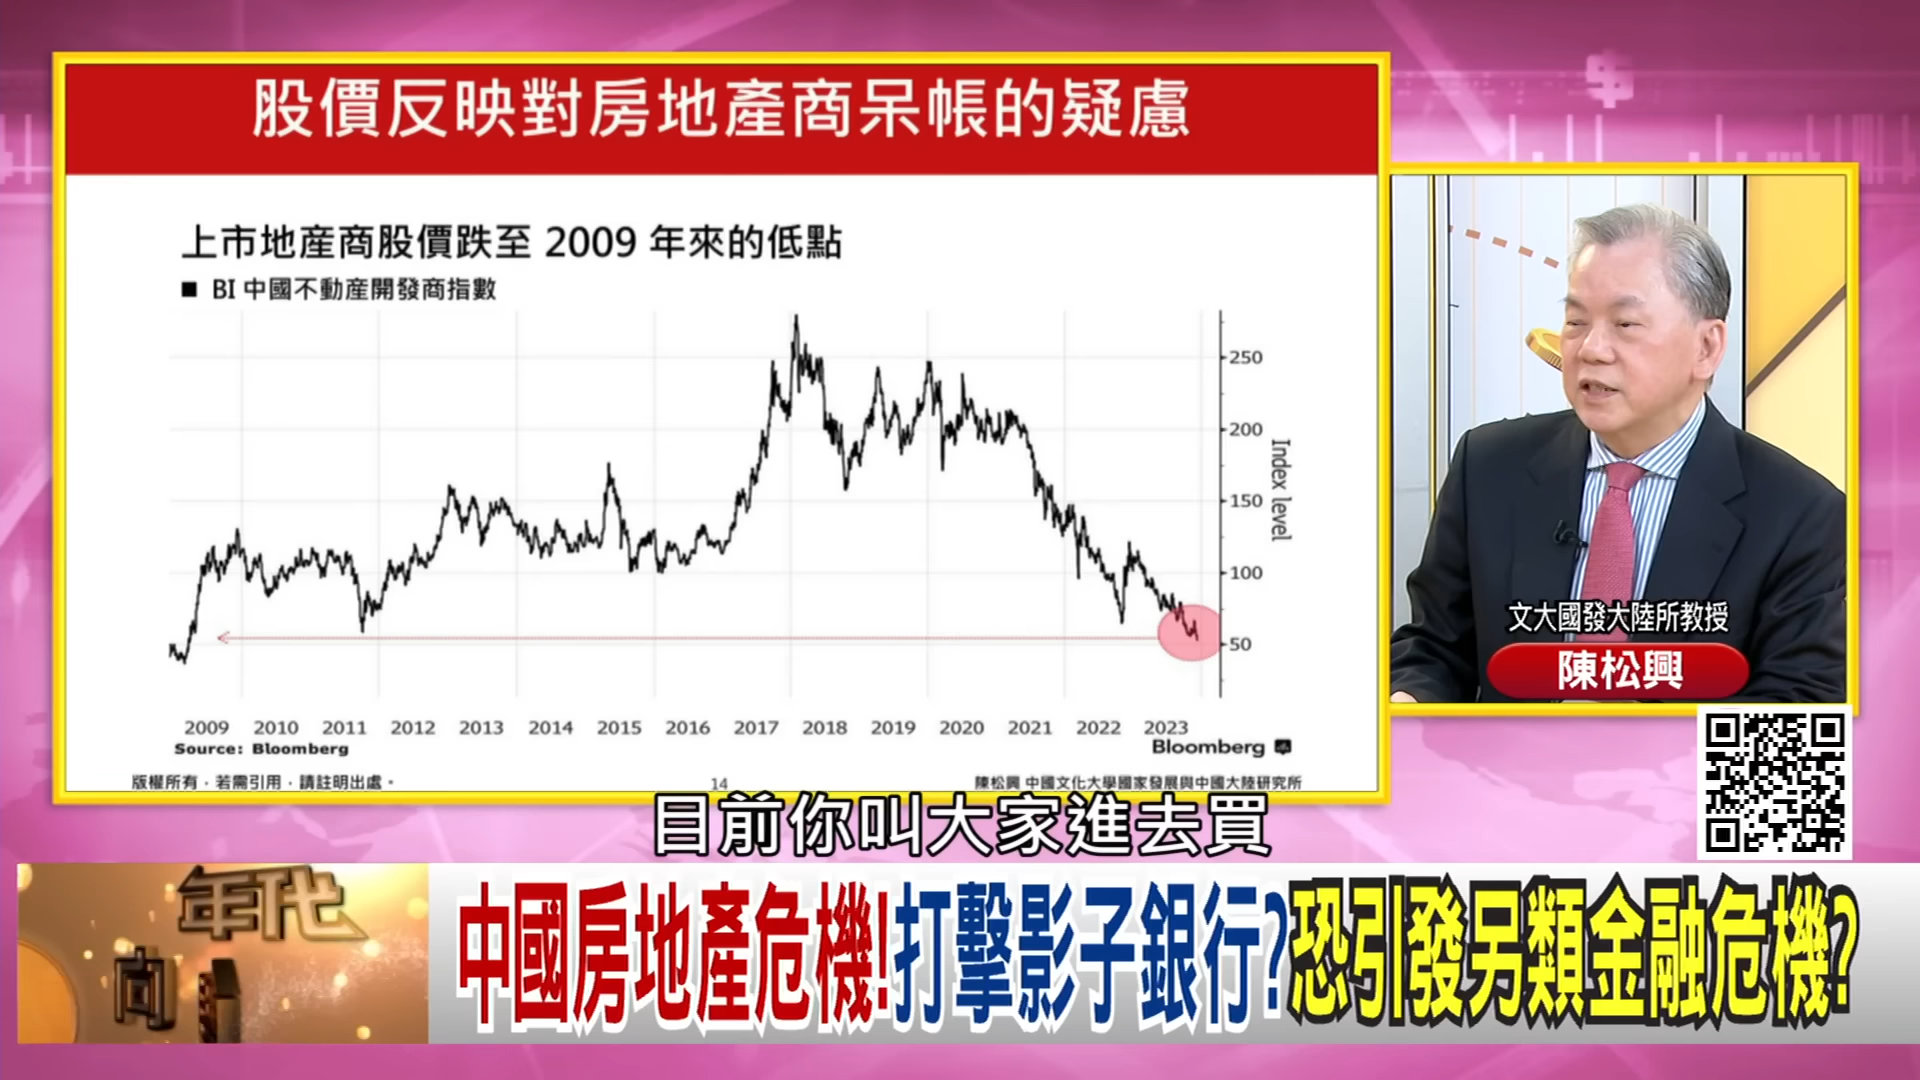 股價反映對房地產商呆帳的疑慮
上市地產商股價跌至 2009 年來的低點
■ BI 中國不動產開發商指數
250
200
150
100
50
Index level
2009 2010 2011 2012 2013 2014 2015 2016 2017 2018 2019 2020 2021 2022 2023
Source: Bloomberg
Bloomberg
版權所有,若需引用,請註明出處。
14
陳松興 中國文化大學國家發展與中國大陸研究所
文大國發大陸所教授
陳松興
目前你叫大家進去買
年代
向
中國房地產危機!打擊影子銀行?恐引發另類金融危機?